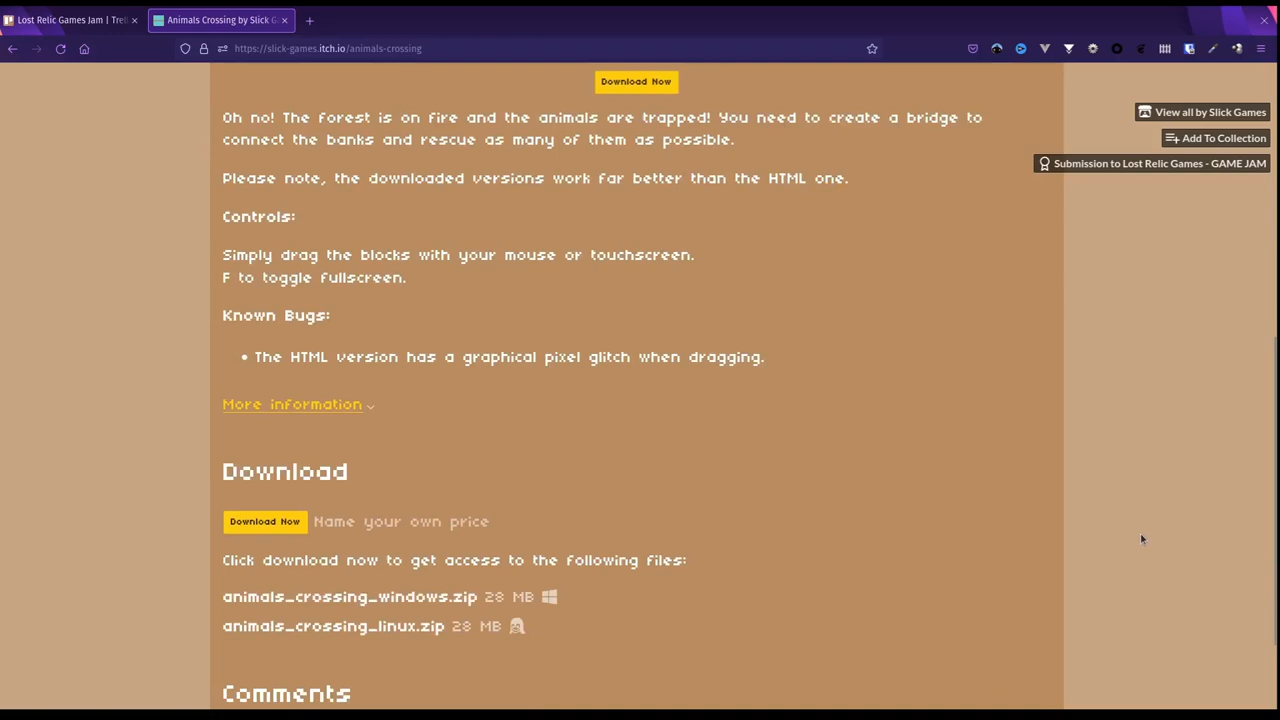 Lost Relic Games Jam | Trell
Animals Crossing by Slick G
https://slick-games.itch.io/animals-crossing
Download Now
View all by Slick Games
Add To Collection
Submission to Lost Relic Games - GAME JAM
Oh no! The forest is on fire and the animals are trapped! You need to create a bridge to
connect the banks and rescue as many of them as possible.
Please note, the downloaded versions work far better than the HTML one.
Controls:
Simply drag the blocks with your mouse or touchscreen.
F to toggle fullscreen.
Known Bugs:
• The HTML version has a graphical pixel glitch when dragging.
More information
Download
Download Now Name your own price
Click download now to get access to the following files:
animals_crossing_windows.zip 28 MB
animals_crossing_linux.zip 28 MB
Comments